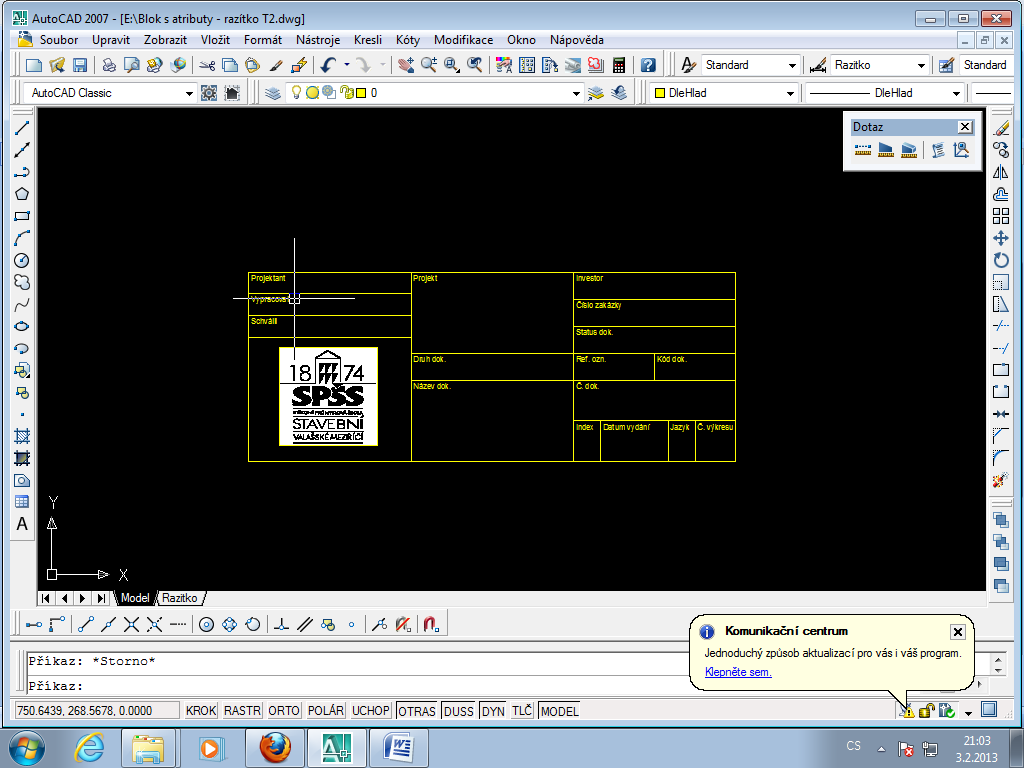 AutoCAD 2007 - [E:\Blok s atributy - razítko T2.dwg]
Soubor Upravit Zobrazit Vložit Formát Nástroje Kresli Kóty Modifikace Okno Nápověda
Standard Razitko Standard
AutoCAD Classic 0 DleHlad DleHlad
Dotaz
Projektant Projekt Investor
Vypracoval
Číslo zakázky
Schválil
Status dok.
Druh dok. Ref. ozn. Kód dok.
18 74
Název dok. Č. dok.
SPŠS
STŘEDNÍ PRŮMYSLOVÁ ŠKOLA
STAVEBNÍ
VALAŠSKÉ MEZIŘÍČÍ
Index Datum vydání Jazyk Č. výkresu
Y
A
X
Model Razitko
Komunikační centrum
Jednoduchý způsob aktualizací pro vás i váš program.
Klepněte sem.
Příkaz: *Storno*
Příkaz:
750.6439, 268.5678, 0.0000 KROK RASTR ORTO POLÁR UCHOP OTRAS DUSS DYN TLČ MODEL
CS
21:03
3.2.2013